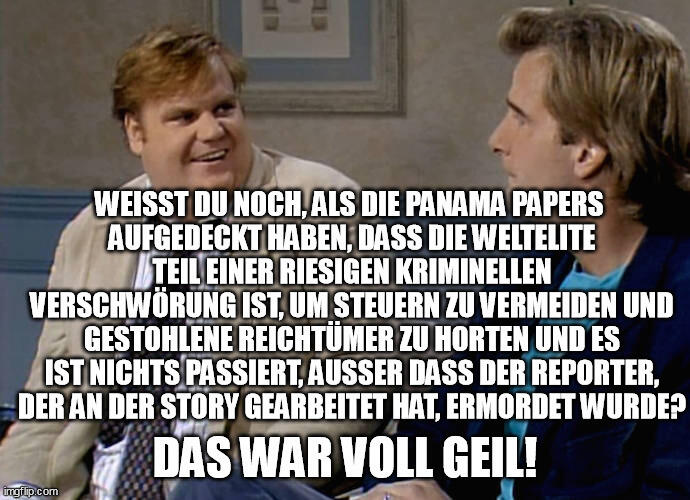 WEISST DU NOCH, ALS DIE PANAMA PAPERS
AUFGEDECKT HABEN, DASS DIE WELTELITE
TEIL EINER RIESIGEN KRIMINELLEN
VERSCHWÖRUNG IST, UM STEUERN ZU VERMEIDEN UND
GESTOHLENE REICHTÜMER ZU HORTEN UND ES
IST NICHTS PASSIERT, AUSSER DASS DER REPORTER,
DER AN DER STORY GEARBEITET HAT, ERMORDET WURDE?
DAS WAR VOLL GEIL!
imgflip.com